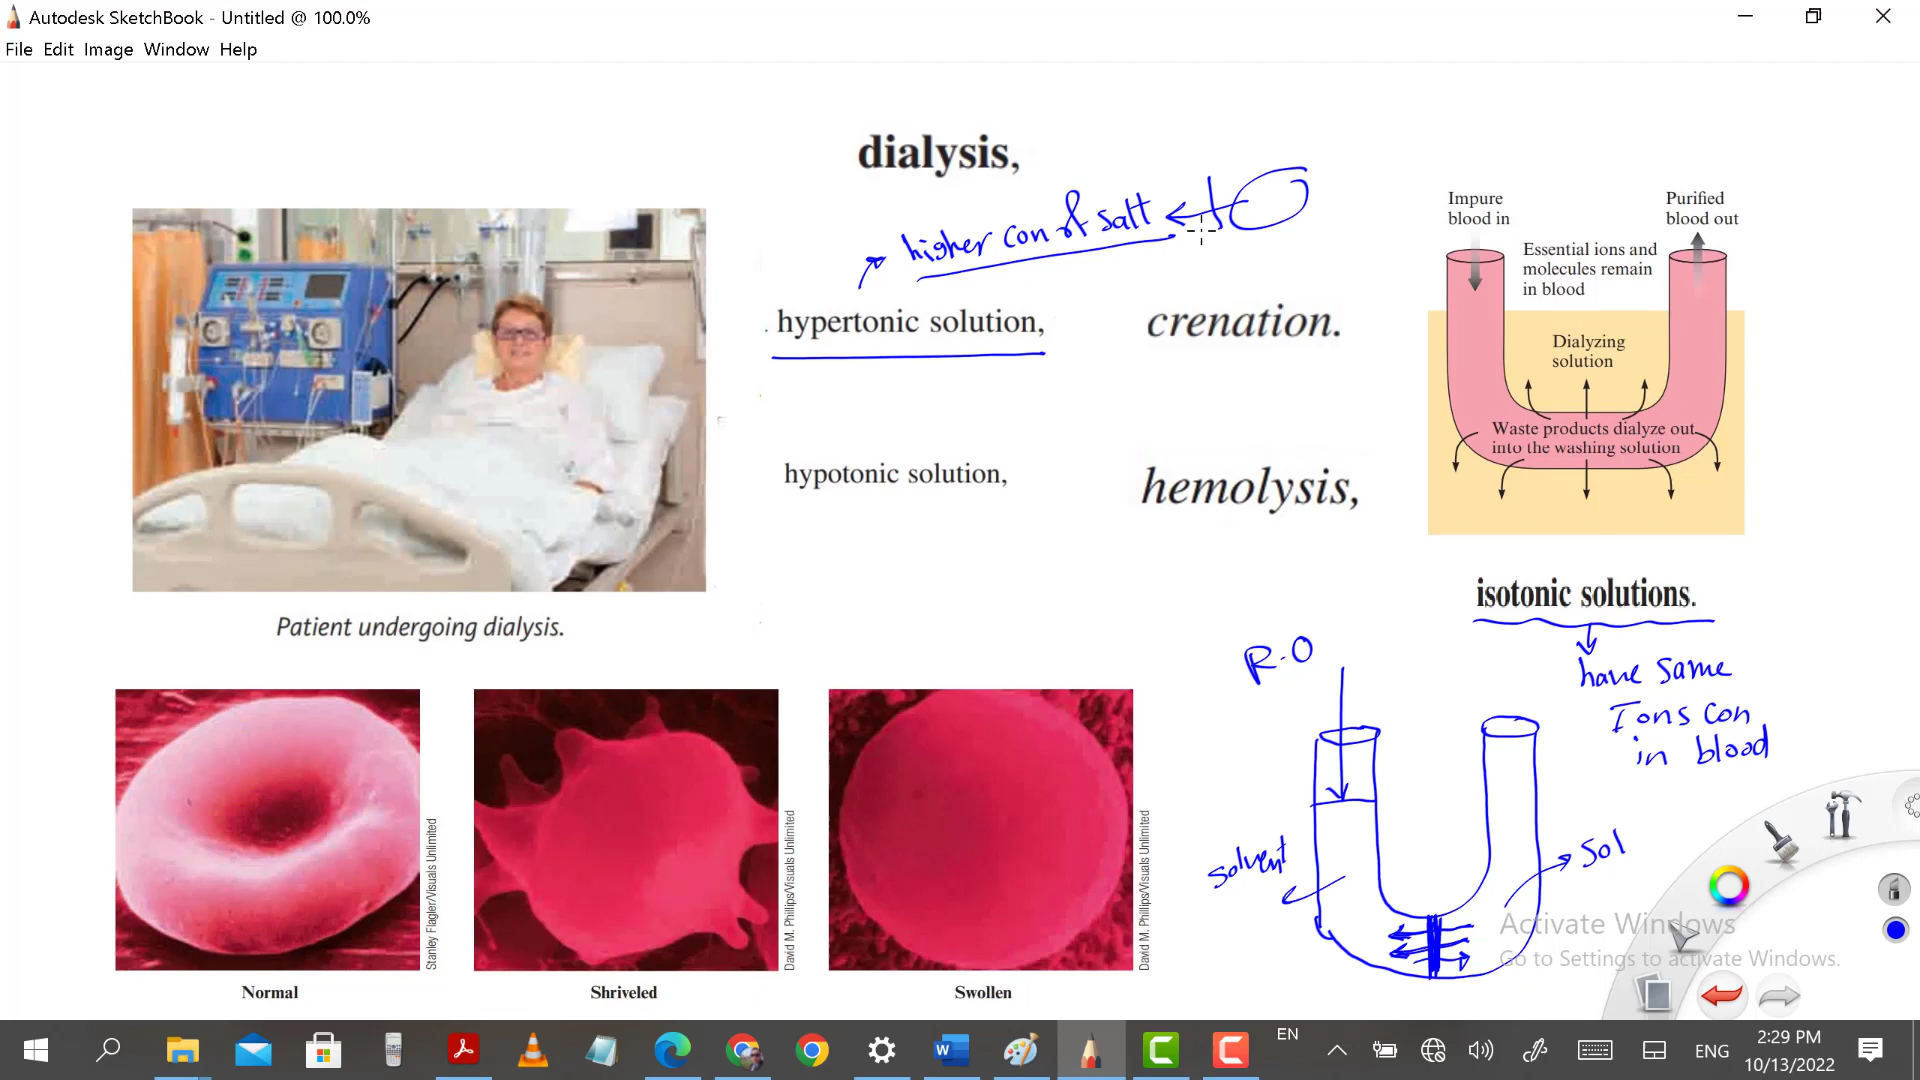 Autodesk SketchBook - Untitled @ 100.0%
File Edit Image Window Help
dialysis,
higher con of salt
. hypertonic solution,
crenation.
hypotonic solution,
hemolysis,
Patient undergoing dialysis.
Impure
blood in
Purified
blood out
Essential ions and
molecules remain
in blood
Dialyzing
solution
Waste products dialyze out
into the washing solution
isotonic solutions.
have same
Ions con
in blood
R.O
solvent
Sol
Stanley Flagler/Visuals Unlimited
Normal
David M. Phillips/Visuals Unlimited
Shriveled
David M. Phillips/Visuals Unlimited
Swollen
Activate Windows
Go to Settings to activate Windows.
EN
ENG
2:29 PM
10/13/2022